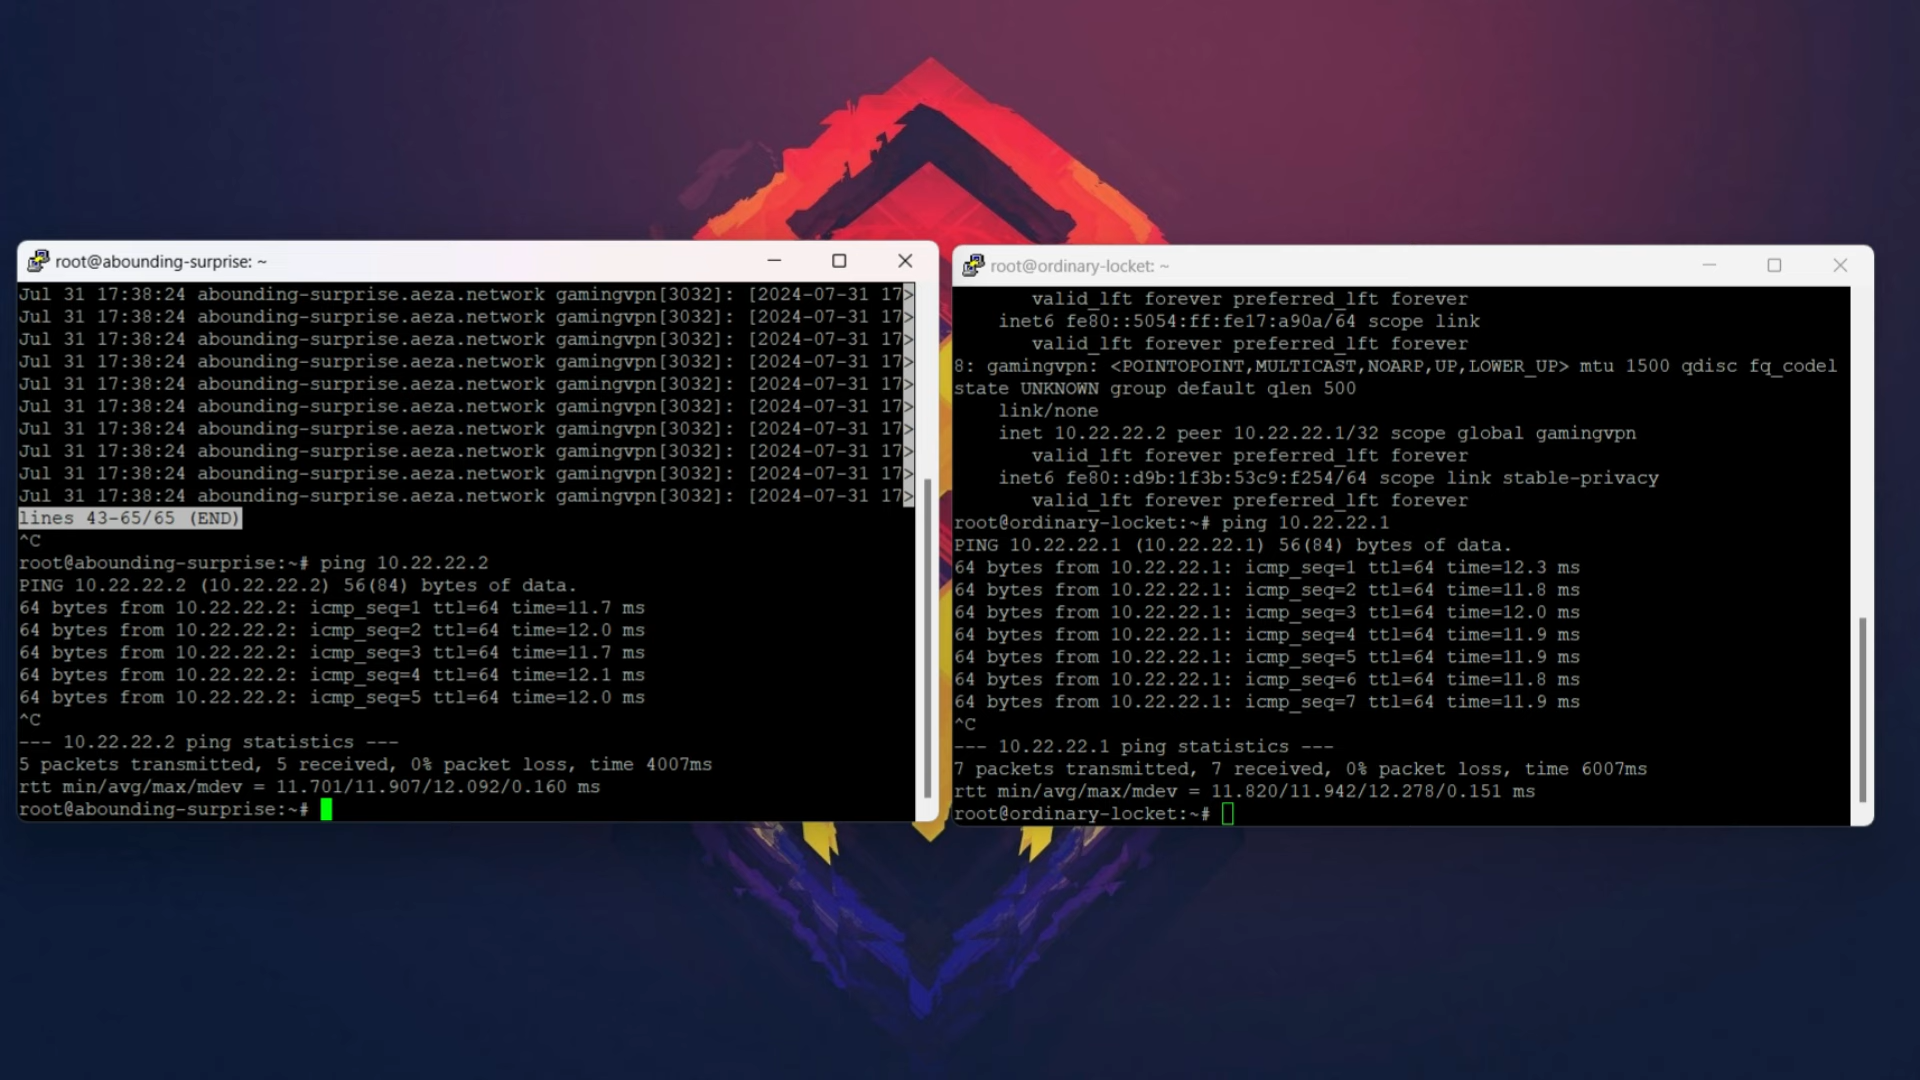 root@abounding-surprise: ~
Jul 31 17:38:24 abounding-surprise.aeza.network gamingvpn[3032]: [2024-07-31 17>
Jul 31 17:38:24 abounding-surprise.aeza.network gamingvpn[3032]: [2024-07-31 17>
Jul 31 17:38:24 abounding-surprise.aeza.network gamingvpn[3032]: [2024-07-31 17>
Jul 31 17:38:24 abounding-surprise.aeza.network gamingvpn[3032]: [2024-07-31 17>
Jul 31 17:38:24 abounding-surprise.aeza.network gamingvpn[3032]: [2024-07-31 17>
Jul 31 17:38:24 abounding-surprise.aeza.network gamingvpn[3032]: [2024-07-31 17>
Jul 31 17:38:24 abounding-surprise.aeza.network gamingvpn[3032]: [2024-07-31 17>
Jul 31 17:38:24 abounding-surprise.aeza.network gamingvpn[3032]: [2024-07-31 17>
Jul 31 17:38:24 abounding-surprise.aeza.network gamingvpn[3032]: [2024-07-31 17>
Jul 31 17:38:24 abounding-surprise.aeza.network gamingvpn[3032]: [2024-07-31 17>
lines 43-65/65 (END)
^C
root@abounding-surprise:~# ping 10.22.22.2
PING 10.22.22.2 (10.22.22.2) 56(84) bytes of data.
64 bytes from 10.22.22.2: icmp_seq=1 ttl=64 time=11.7 ms
64 bytes from 10.22.22.2: icmp_seq=2 ttl=64 time=12.0 ms
64 bytes from 10.22.22.2: icmp_seq=3 ttl=64 time=11.7 ms
64 bytes from 10.22.22.2: icmp_seq=4 ttl=64 time=12.1 ms
64 bytes from 10.22.22.2: icmp_seq=5 ttl=64 time=12.0 ms
^C
--- 10.22.22.2 ping statistics ---
5 packets transmitted, 5 received, 0% packet loss, time 4007ms
rtt min/avg/max/mdev = 11.701/11.907/12.092/0.160 ms
root@abounding-surprise:~#
root@ordinary-locket: ~
valid_lft forever preferred_lft forever
inet6 fe80::5054:ff:fe17:a90a/64 scope link
valid_lft forever preferred_lft forever
8: gamingvpn: <POINTOPOINT,MULTICAST,NOARP,UP,LOWER_UP> mtu 1500 qdisc fq_codel
state UNKNOWN group default qlen 500
link/none
inet 10.22.22.2 peer 10.22.22.1/32 scope global gamingvpn
valid_lft forever preferred_lft forever
inet6 fe80::d9b:1f3b:53c9:f254/64 scope link stable-privacy
valid_lft forever preferred_lft forever
root@ordinary-locket:~# ping 10.22.22.1
PING 10.22.22.1 (10.22.22.1) 56(84) bytes of data.
64 bytes from 10.22.22.1: icmp_seq=1 ttl=64 time=12.3 ms
64 bytes from 10.22.22.1: icmp_seq=2 ttl=64 time=11.8 ms
64 bytes from 10.22.22.1: icmp_seq=3 ttl=64 time=12.0 ms
64 bytes from 10.22.22.1: icmp_seq=4 ttl=64 time=11.9 ms
64 bytes from 10.22.22.1: icmp_seq=5 ttl=64 time=11.9 ms
64 bytes from 10.22.22.1: icmp_seq=6 ttl=64 time=11.8 ms
64 bytes from 10.22.22.1: icmp_seq=7 ttl=64 time=11.9 ms
^C
--- 10.22.22.1 ping statistics ---
7 packets transmitted, 7 received, 0% packet loss, time 6007ms
rtt min/avg/max/mdev = 11.820/11.942/12.278/0.151 ms
root@ordinary-locket:~#